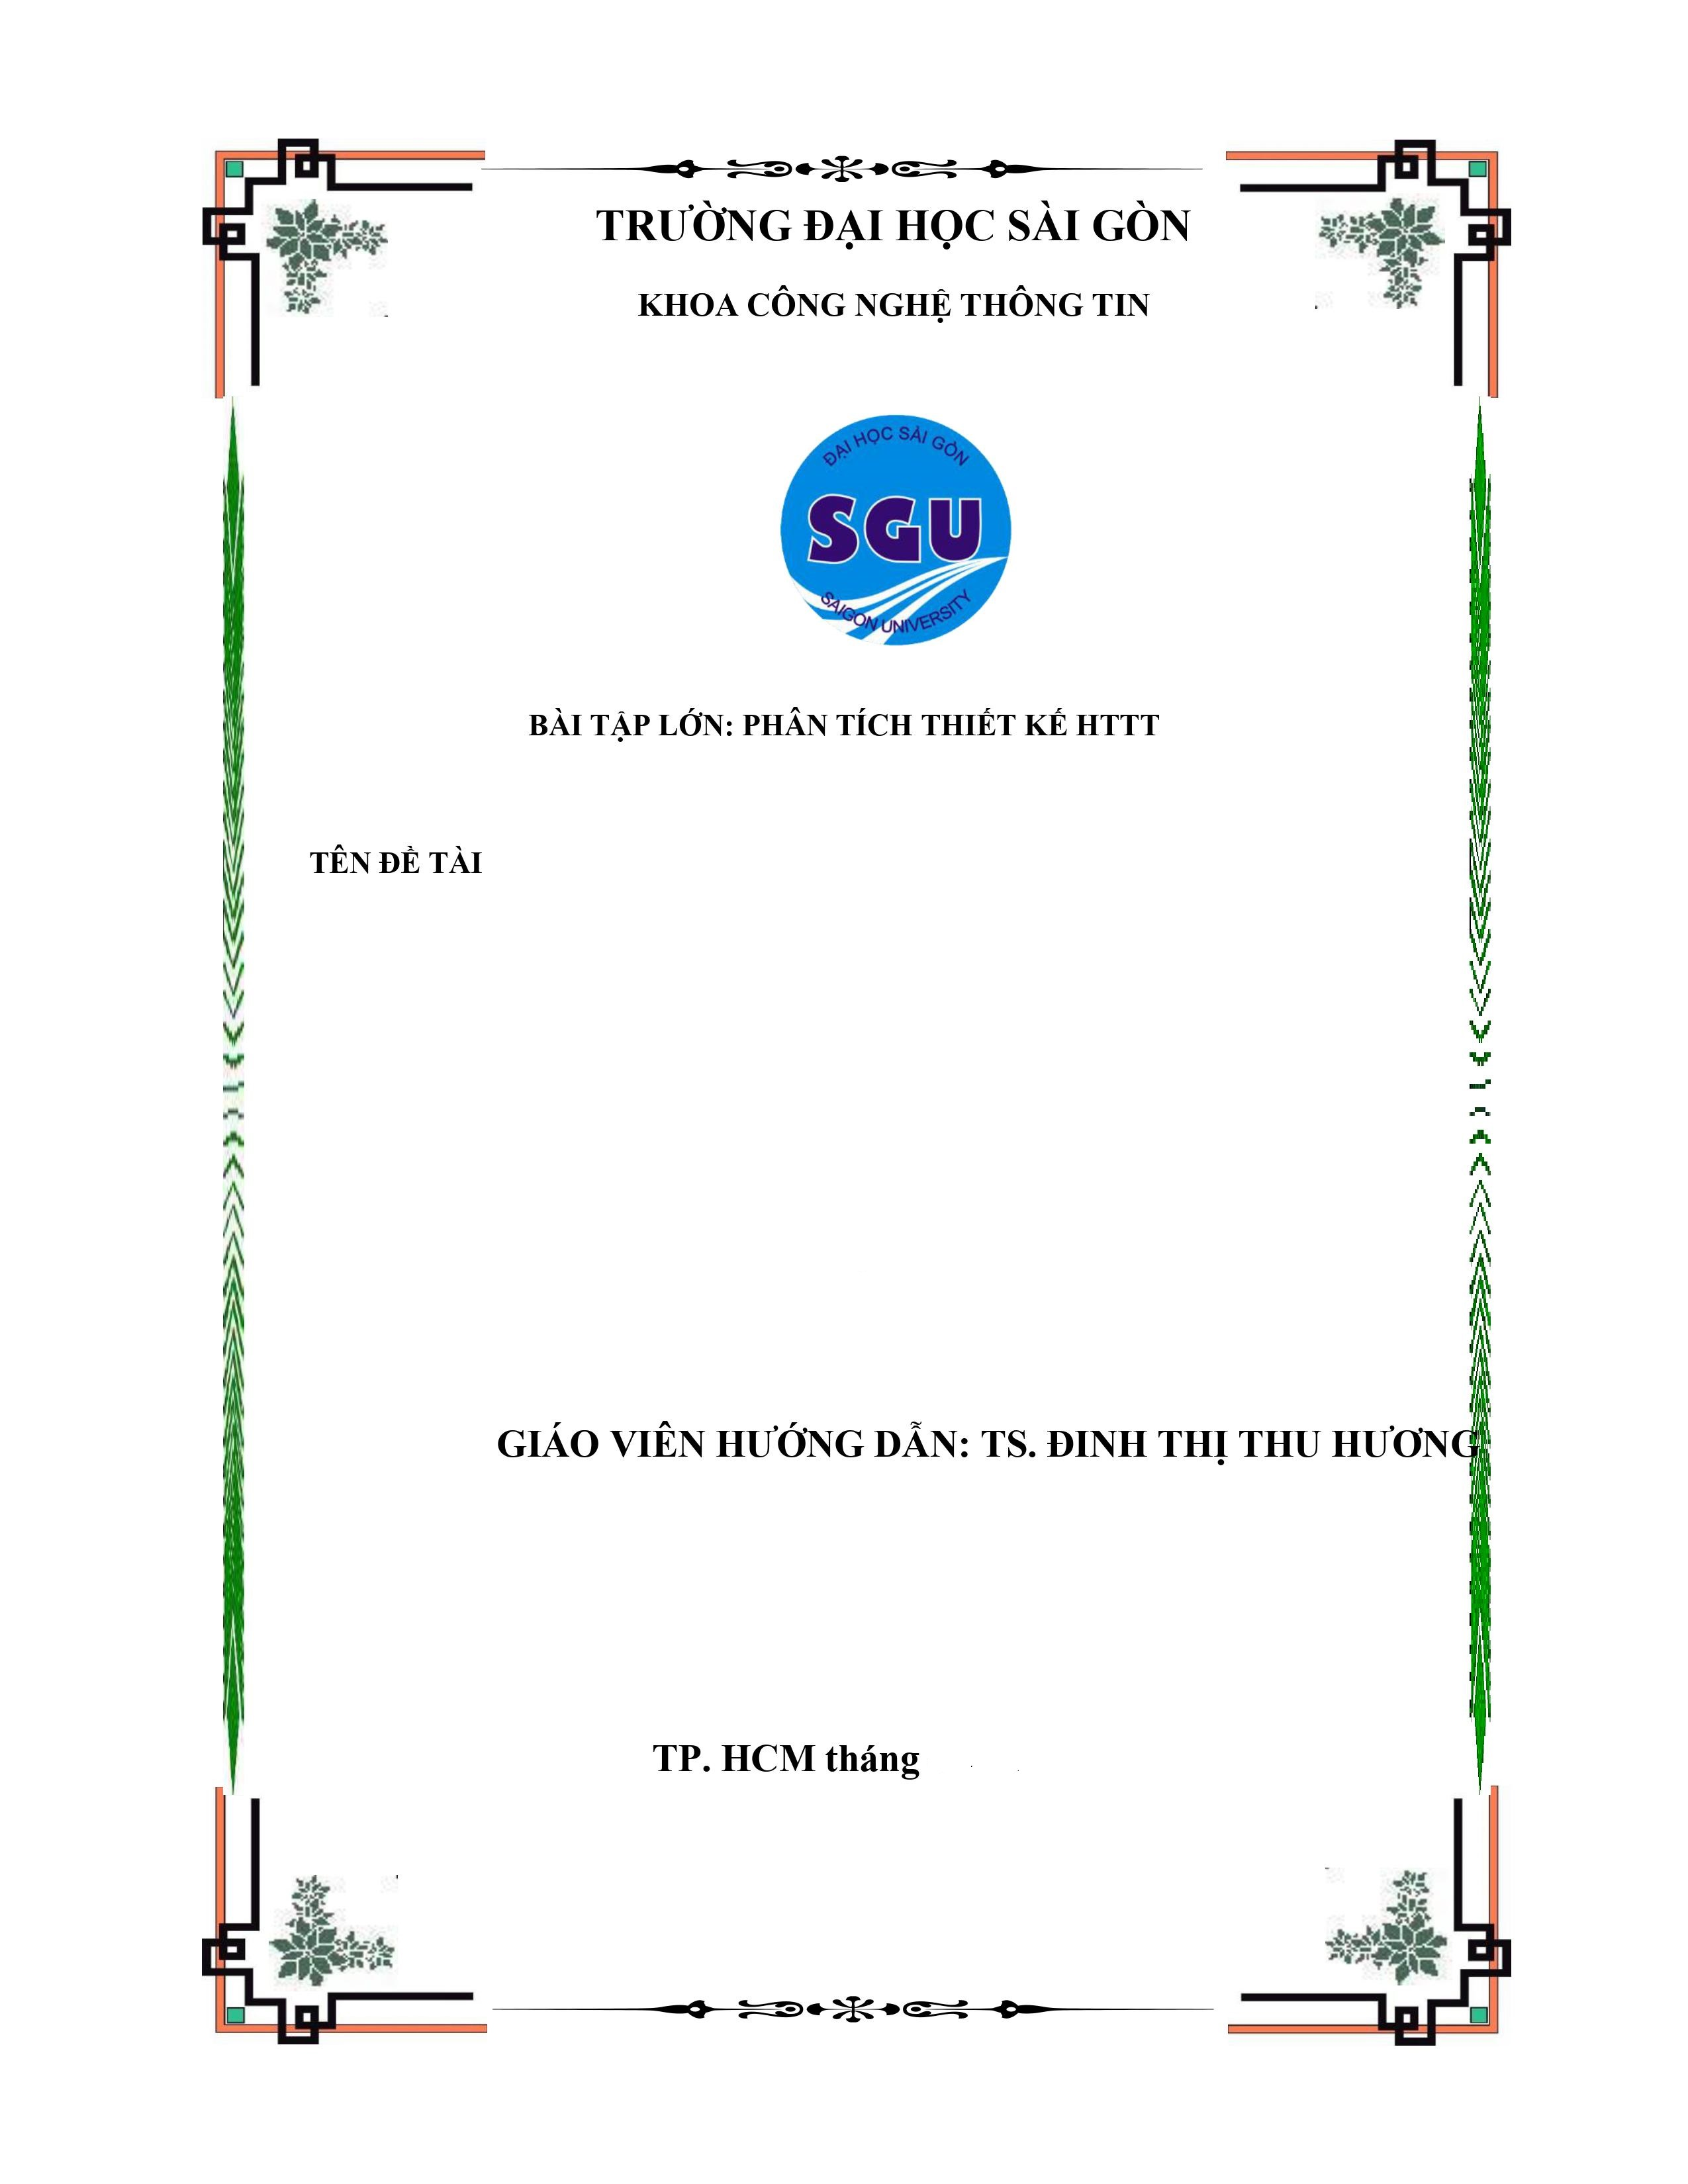 TRƯỜNG ĐẠI HỌC SÀI GÒN
KHOA CÔNG NGHỆ THÔNG TIN
ĐẠI HỌC SÀI GÒN
SGU
SAIGON UNIVERSITY
BÀI TẬP LỚN: PHÂN TÍCH THIẾT KẾ HTTT
TÊN ĐỀ TÀI
GIÁO VIÊN HƯỚNG DẪN: TS. ĐINH THỊ THU HƯƠNG
TP. HCM tháng